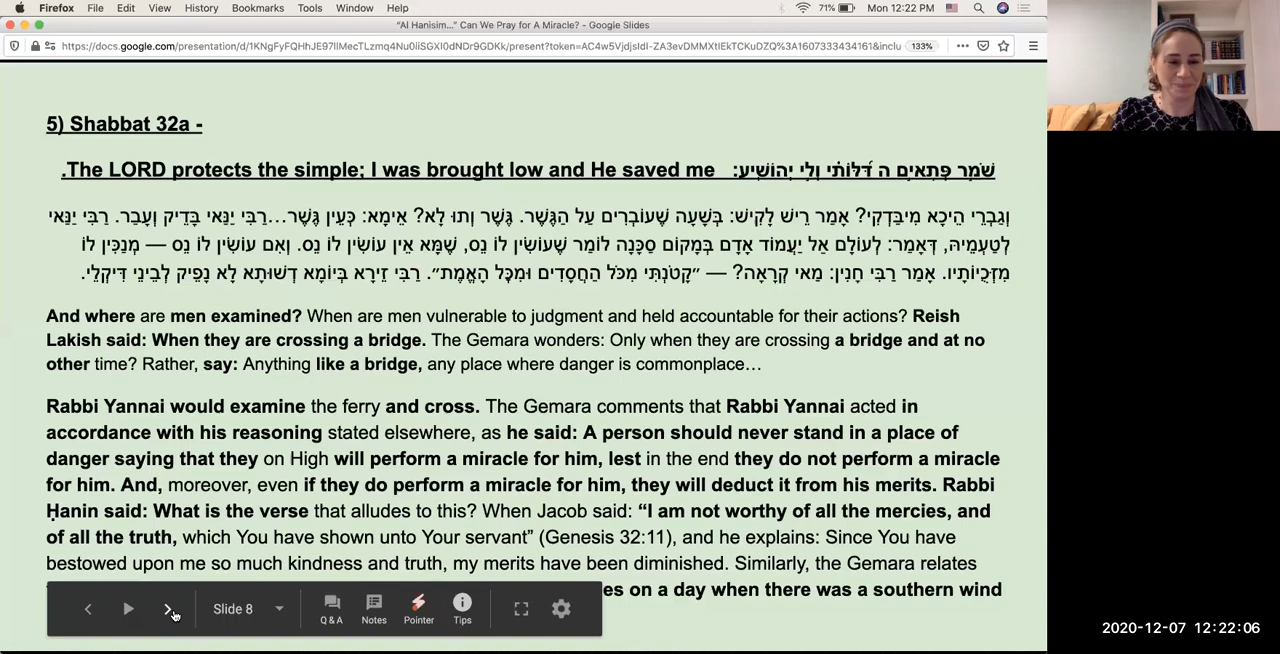 Firefox File Edit View History Bookmarks Tools Window Help 71% Mon 12:22 PM
"Al Hanisim..." Can We Pray for A Miracle? - Google Slides
https://docs.google.com/presentation/d/1KNgFyFQHhJE97IlMecTLzmq4Nu0liSGXl0dNDr9GDKk/present?token=AC4w5VjdjsIdI-ZA3evDMMXtlEkTCKuDZQ%3A1607333434161&inclu 133%
5) Shabbat 32a -
.The LORD protects the simple; I was brought low and He saved me שֹׁמֵר פְּתָאיִם ה דַּלּוֹתִי וְלִי יְהוֹשִׁיעַ:
וְגַבְרֵי הֵיכָא מִיבַּדְקִי? אָמַר רֵישׁ לָקִישׁ: בְּשָׁעָה שֶׁעוֹבְרִים עַל הַגֶּשֶׁר. גֶּשֶׁר וְתוּ לָא? אֵימָא: כְּעֵין גֶּשֶׁר...רַבִּי יַנַּאי בָּדֵיק וְעָבַר. רַבִּי יַנַּאי
לְטַעְמֵיהּ, דְּאָמַר: לְעוֹלָם אַל יַעֲמוֹד אָדָם בִּמְקוֹם סַכָּנָה לוֹמַר שֶׁעוֹשִׂין לוֹ נֵס, שֶׁמָּא אֵין עוֹשִׂין לוֹ נֵס. וְאִם עוֹשִׂין לוֹ נֵס — מְנַכִּין לוֹ
מִזְּכִיּוֹתָיו. אָמַר רַבִּי חָנִין: מַאי קְרָאָה? — ״קָטֹנְתִּי מִכֹּל הַחֲסָדִים וּמִכׇּל הָאֱמֶת״. רַבִּי זֵירָא בְּיוֹמָא דְשׁוּתָא לָא נָפֵיק לְבֵינֵי דִּיקְלֵי.
And where are men examined? When are men vulnerable to judgment and held accountable for their actions? Reish
Lakish said: When they are crossing a bridge. The Gemara wonders: Only when they are crossing a bridge and at no
other time? Rather, say: Anything like a bridge, any place where danger is commonplace…
Rabbi Yannai would examine the ferry and cross. The Gemara comments that Rabbi Yannai acted in
accordance with his reasoning stated elsewhere, as he said: A person should never stand in a place of
danger saying that they on High will perform a miracle for him, lest in the end they do not perform a miracle
for him. And, moreover, even if they do perform a miracle for him, they will deduct it from his merits. Rabbi
Ḥanin said: What is the verse that alludes to this? When Jacob said: “I am not worthy of all the mercies, and
of all the truth, which You have shown unto Your servant” (Genesis 32:11), and he explains: Since You have
bestowed upon me so much kindness and truth, my merits have been diminished. Similarly, the Gemara relates
es on a day when there was a southern wind
Slide 8 Q & A Notes Pointer Tips
2020-12-07 12:22:06